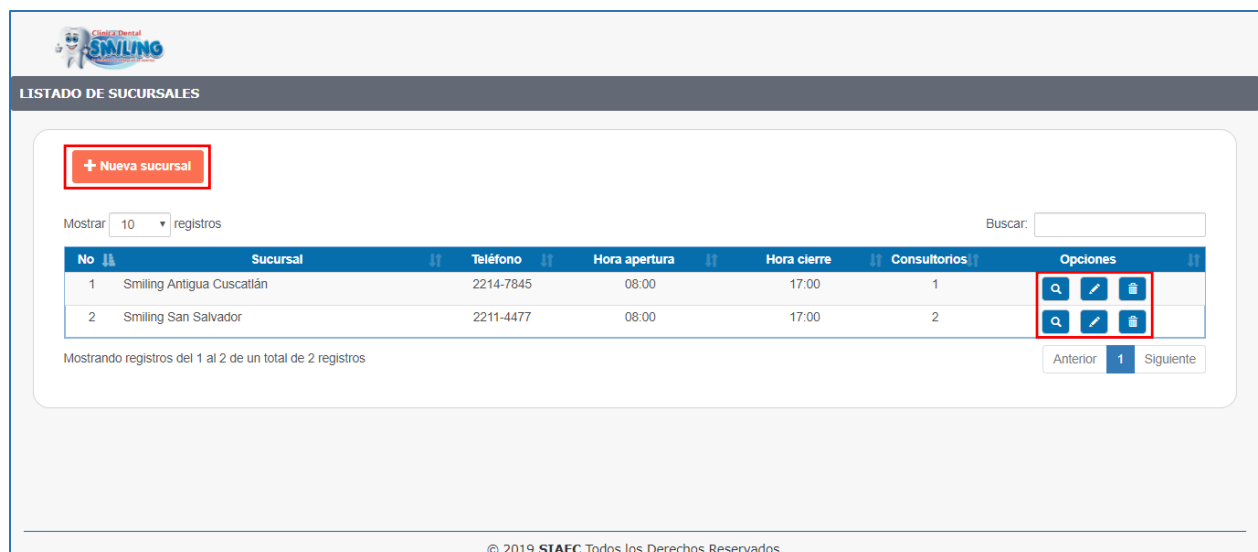 Clínica Dental
SMILING
LISTADO DE SUCURSALES
+ Nueva sucursal
Mostrar 10 registros Buscar:
No Sucursal Teléfono Hora apertura Hora cierre Consultorios Opciones
1 Smiling Antigua Cuscatlán 2214-7845 08:00 17:00 1
2 Smiling San Salvador 2211-4477 08:00 17:00 2
Mostrando registros del 1 al 2 de un total de 2 registros Anterior 1 Siguiente
© 2019 SIAEC Todos los Derechos Reservados